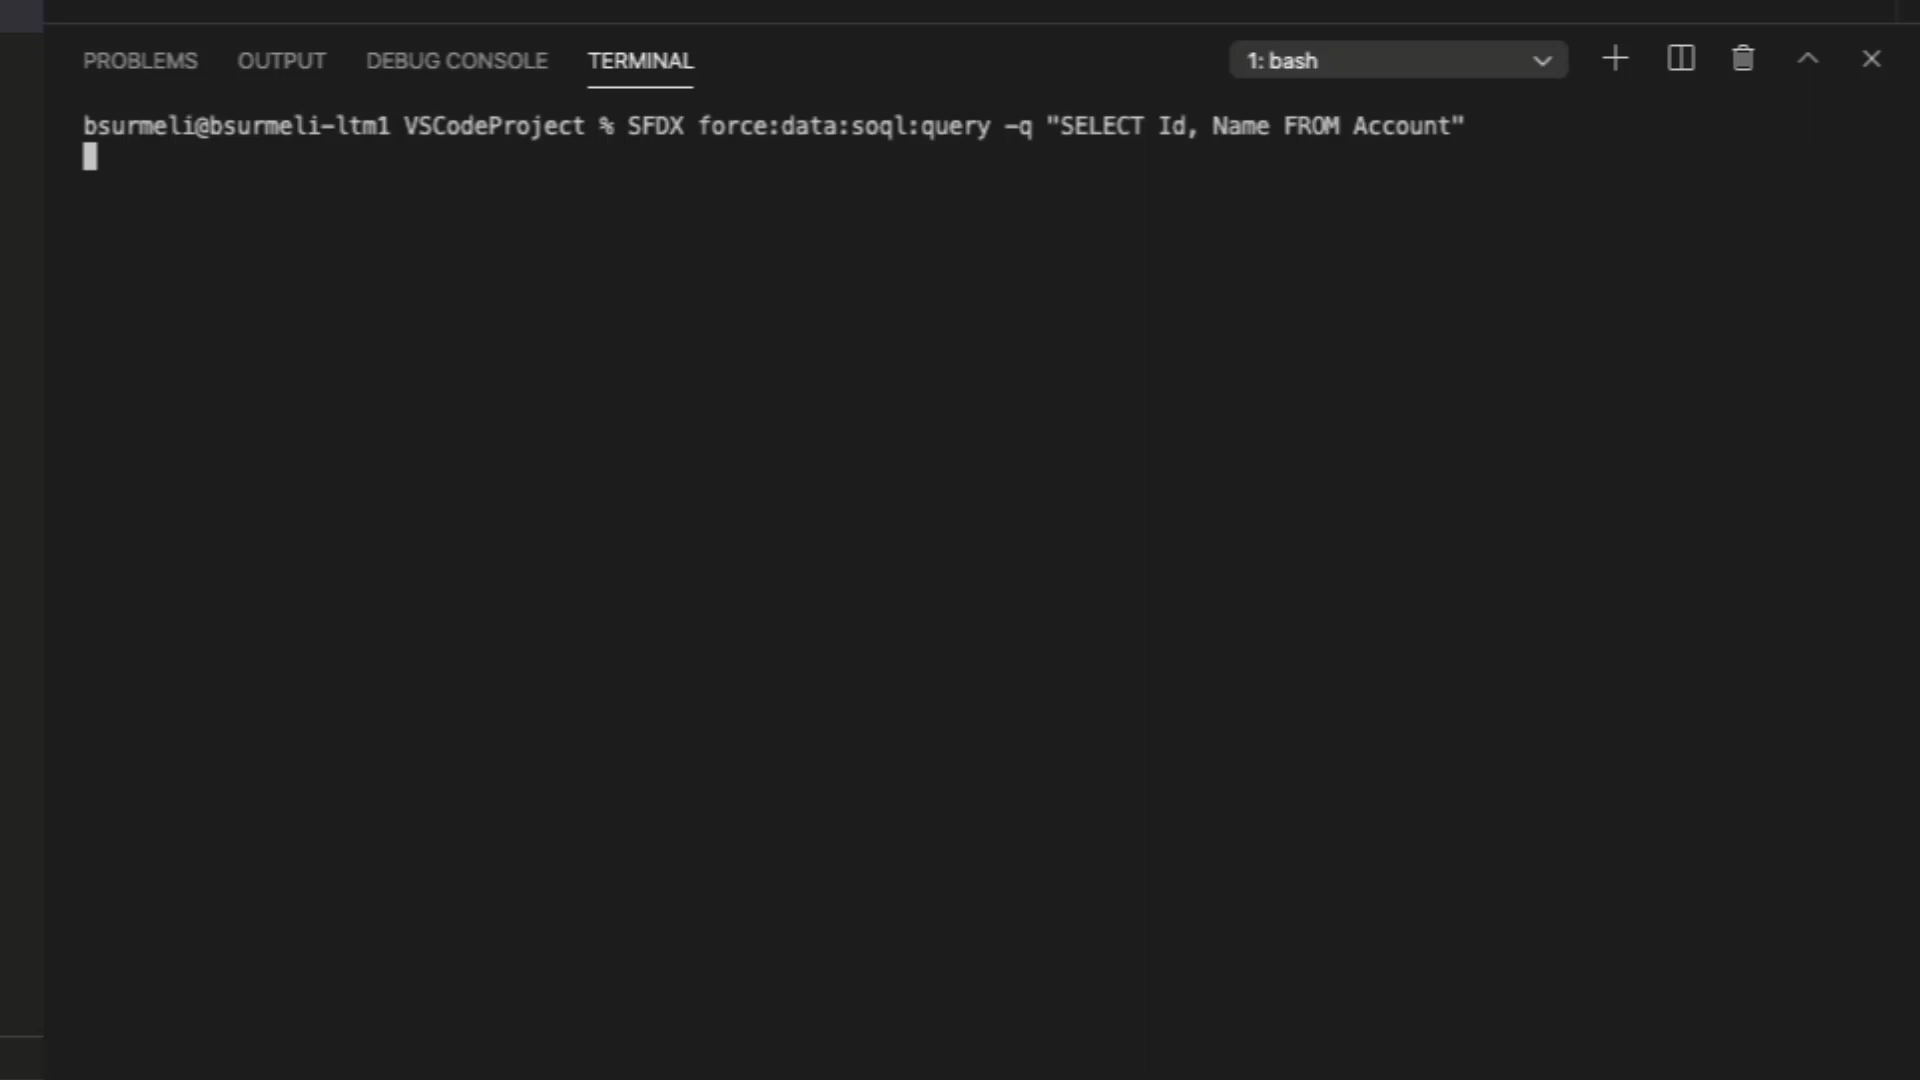 PROBLEMS OUTPUT DEBUG CONSOLE TERMINAL 1: bash
bsurmeli@bsurmeli-ltm1 VSCodeProject % SFDX force:data:soql:query -q "SELECT Id, Name FROM Account"